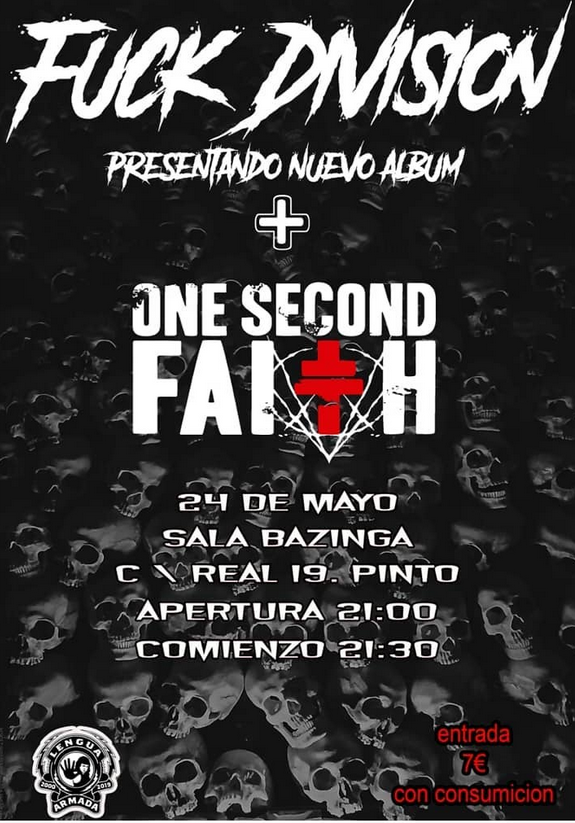 FUCK DIVISION
PRESENTANDO NUEVO ALBUM
+
ONE SECOND
FAITH
24 DE MAYO
SALA BAZINGA
C \ REAL 19. PINTO
APERTURA 21:00
COMIENZO 21:30
LENGUA
2000 2019
ARMADA
entrada
7€
con consumicion